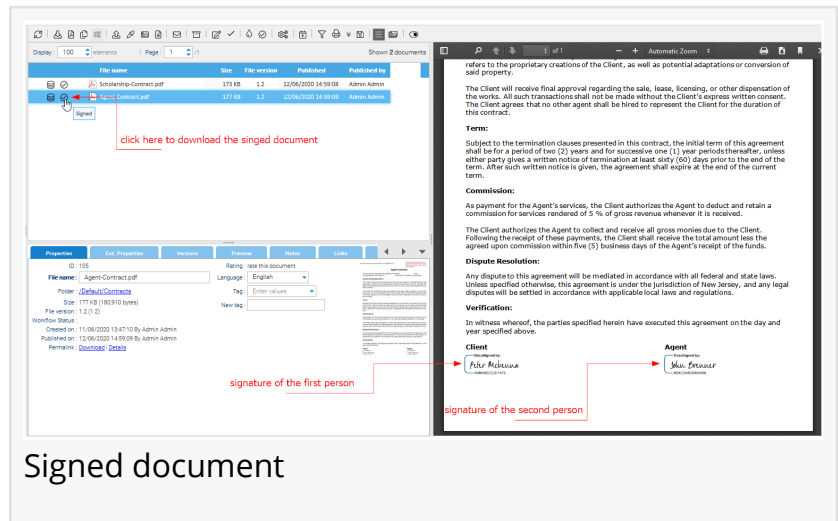 Display : 100 elements Page : 1 /1 Shown 2 documents
File name Size File version Published Published by
Scholarship-Contract.pdf 173 KB 1.2 12/06/2020 14:59:08 Admin Admin
Agent-Contract.pdf 177 KB 1.2 12/06/2020 14:59:09 Admin Admin
Signed
click here to download the singed document
Properties Ext. Properties Versions Preview Notes Links
ID : 105
File name : Agent-Contract.pdf
Folder : /Default/Contracts
Size : 177 KB (180,910 bytes)
File version : 1.2 (1.2)
Workflow Status :
Created on : 11/06/2020 13:47:10 By Admin Admin
Published on : 12/06/2020 14:59:09 By Admin Admin
Permalink : Download | Details
Rating : rate this document
Language : English
Tag : Enter values
New tag :
signature of the first person
1 of 1 Automatic Zoom
refers to the proprietary creations of the Client, as well as potential adaptations or conversion of
said property.
The Client will receive final approval regarding the sale, lease, licensing, or other dispensation of
the works. All such transactions shall not be made without the Client's express written consent.
The Client agrees that no other agent shall be hired to represent the Client for the duration of
this contract.
Term:
Subject to the termination clauses presented in this contract, the initial term of this agreement
shall be for a period of two (2) years and for successive one (1) year periods thereafter, unless
either party gives a written notice of termination at least sixty (60) days prior to the end of the
term. After such written notice is given, the agreement shall expire at the end of the current
term.
Commission:
As payment for the Agent's services, the Client authorizes the Agent to deduct and retain a
commission for services rendered of 5 % of gross revenue whenever it is received.
The Client authorizes the Agent to collect and receive all gross monies due to the Client.
Following the receipt of these payments, the Client shall receive the total amount less the
agreed upon commission within five (5) business days of the Agent's receipt of the funds.
Dispute Resolution:
Any dispute to this agreement will be mediated in accordance with all federal and state laws.
Unless specified otherwise, this agreement is under the jurisdiction of New Jersey, and any legal
disputes will be settled in accordance with applicable local laws and regulations.
Verification:
In witness whereof, the parties specified herein have executed this agreement on the day and
year specified above.
Client Agent
DocuSigned by: DocuSigned by:
Peter Mckenna John Brenner
signature of the second person
Signed document